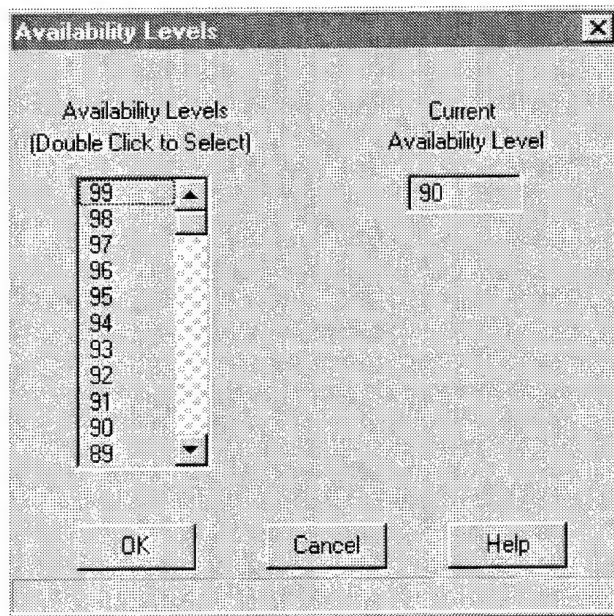 Availability Levels
Availability Levels
(Double Click to Select)
99
98
97
96
95
94
93
92
91
90
89
Current
Availability Level
90
OK
Cancel
Help